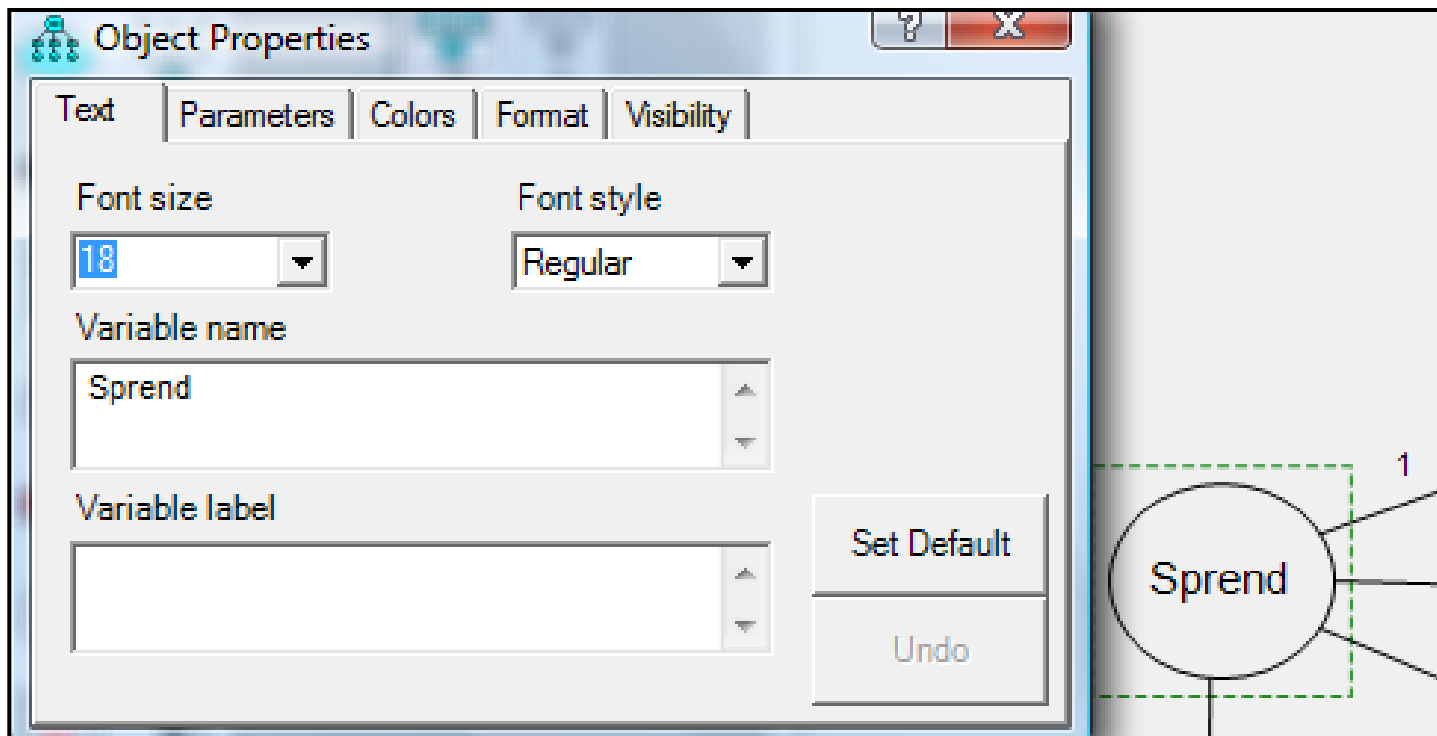 Object Properties
? X
Text Parameters Colors Format Visibility
Font size Font style
18 Regular
Variable name
Sprend
Variable label
Set Default
Undo
1
Sprend